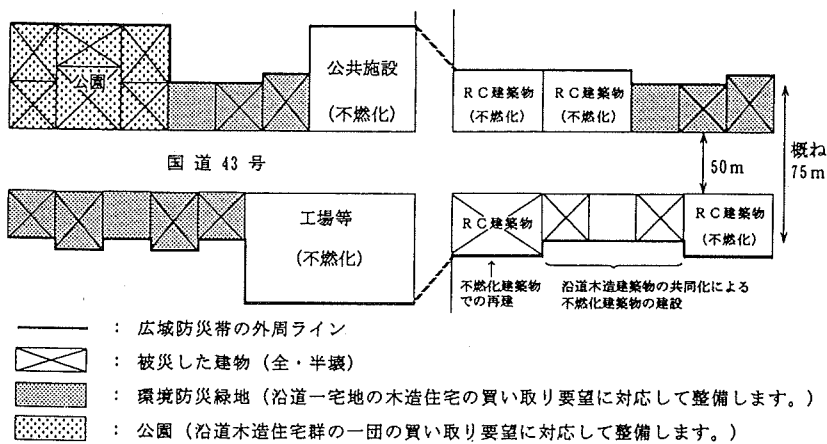 公園
公共施設
(不燃化)
RC建築物
(不燃化)
RC建築物
(不燃化)
国道43号
50m
概ね
75m
工場等
(不燃化)
RC建築物
RC建築物
(不燃化)
不燃化建築物
での再建
沿道木造建築物の共同化による
不燃化建築物の建設
: 広域防災帯の外周ライン
: 被災した建物(全・半壊)
: 環境防災緑地(沿道一宅地の木造住宅の買い取り要望に対応して整備します。)
: 公園(沿道木造住宅群の一団の買い取り要望に対応して整備します。)